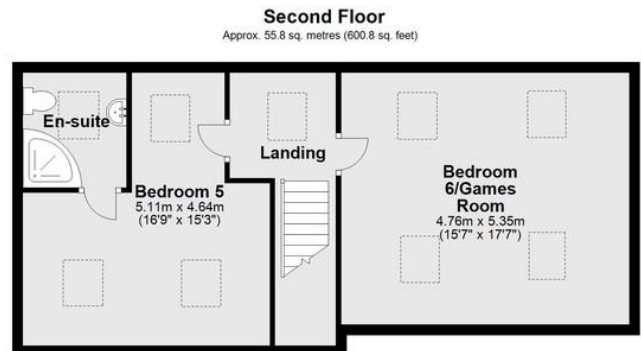 Second Floor
Approx. 55.8 sq. metres (600.8 sq. feet)
En-suite
Bedroom 5
5.11m x 4.64m
(16'9" x 15'3")
Landing
Bedroom
6/Games
Room
4.76m x 5.35m
(15'7" x 17'7")